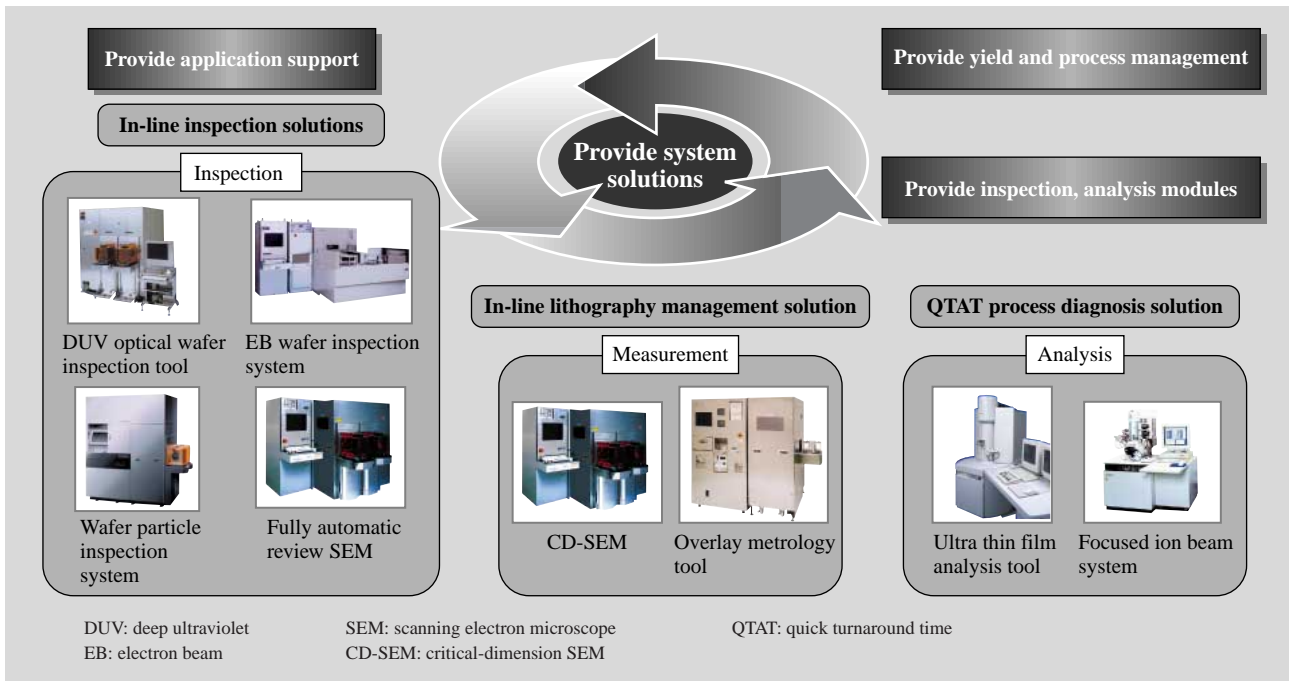 Provide application support
Provide yield and process management
In-line inspection solutions
Provide system
solutions
Provide inspection, analysis modules
Inspection
DUV optical wafer
inspection tool
EB wafer inspection
system
Wafer particle
inspection
system
Fully automatic
review SEM
In-line lithography management solution
Measurement
CD-SEM
Overlay metrology
tool
QTAT process diagnosis solution
Analysis
Ultra thin film
analysis tool
Focused ion beam
system
DUV: deep ultraviolet
SEM: scanning electron microscope
QTAT: quick turnaround time
EB: electron beam
CD-SEM: critical-dimension SEM